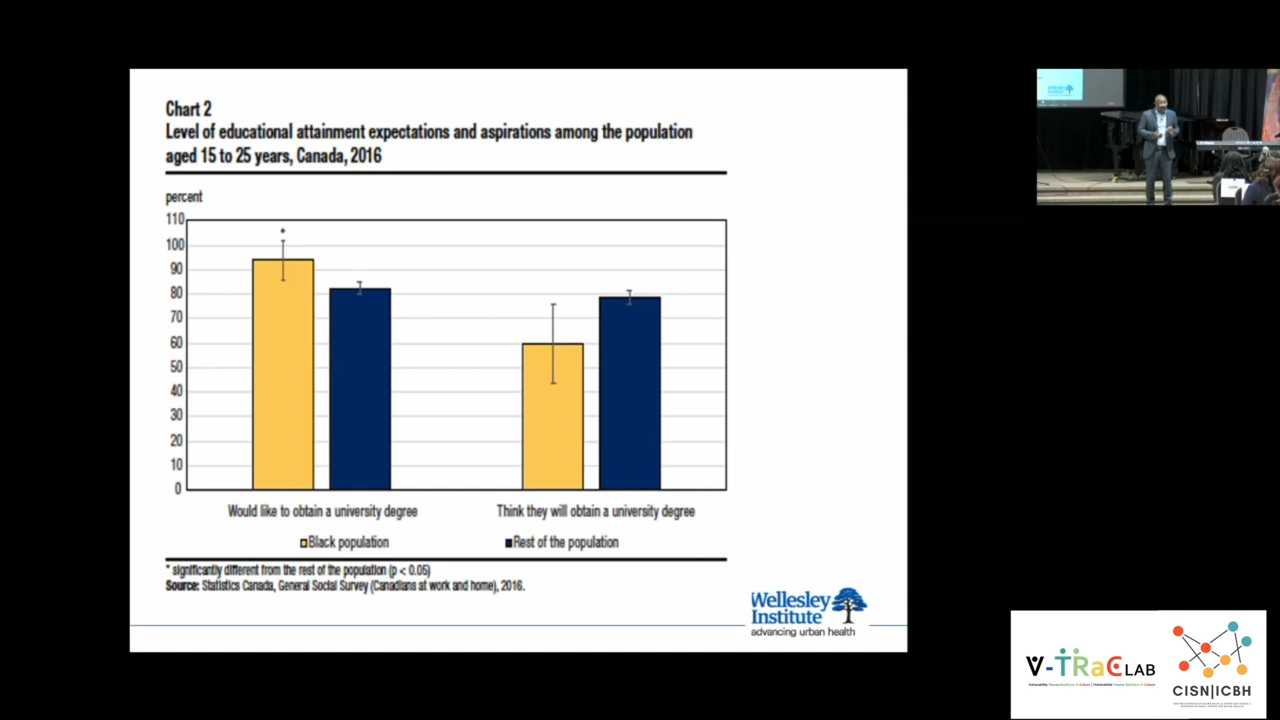 Chart 2
Level of educational attainment expectations and aspirations among the population
aged 15 to 25 years, Canada, 2016
percent
110
100
90
80
70
60
50
40
30
20
10
0
*
Would like to obtain a university degree
Think they will obtain a university degree
Black population
Rest of the population
* significantly different from the rest of the population (p < 0.05)
Source: Statistics Canada, General Social Survey (Canadians at work and home), 2016.
Wellesley
Institute
advancing urban health
Wellesley
Institute
V-TRaC LAB
CISN|ICBH